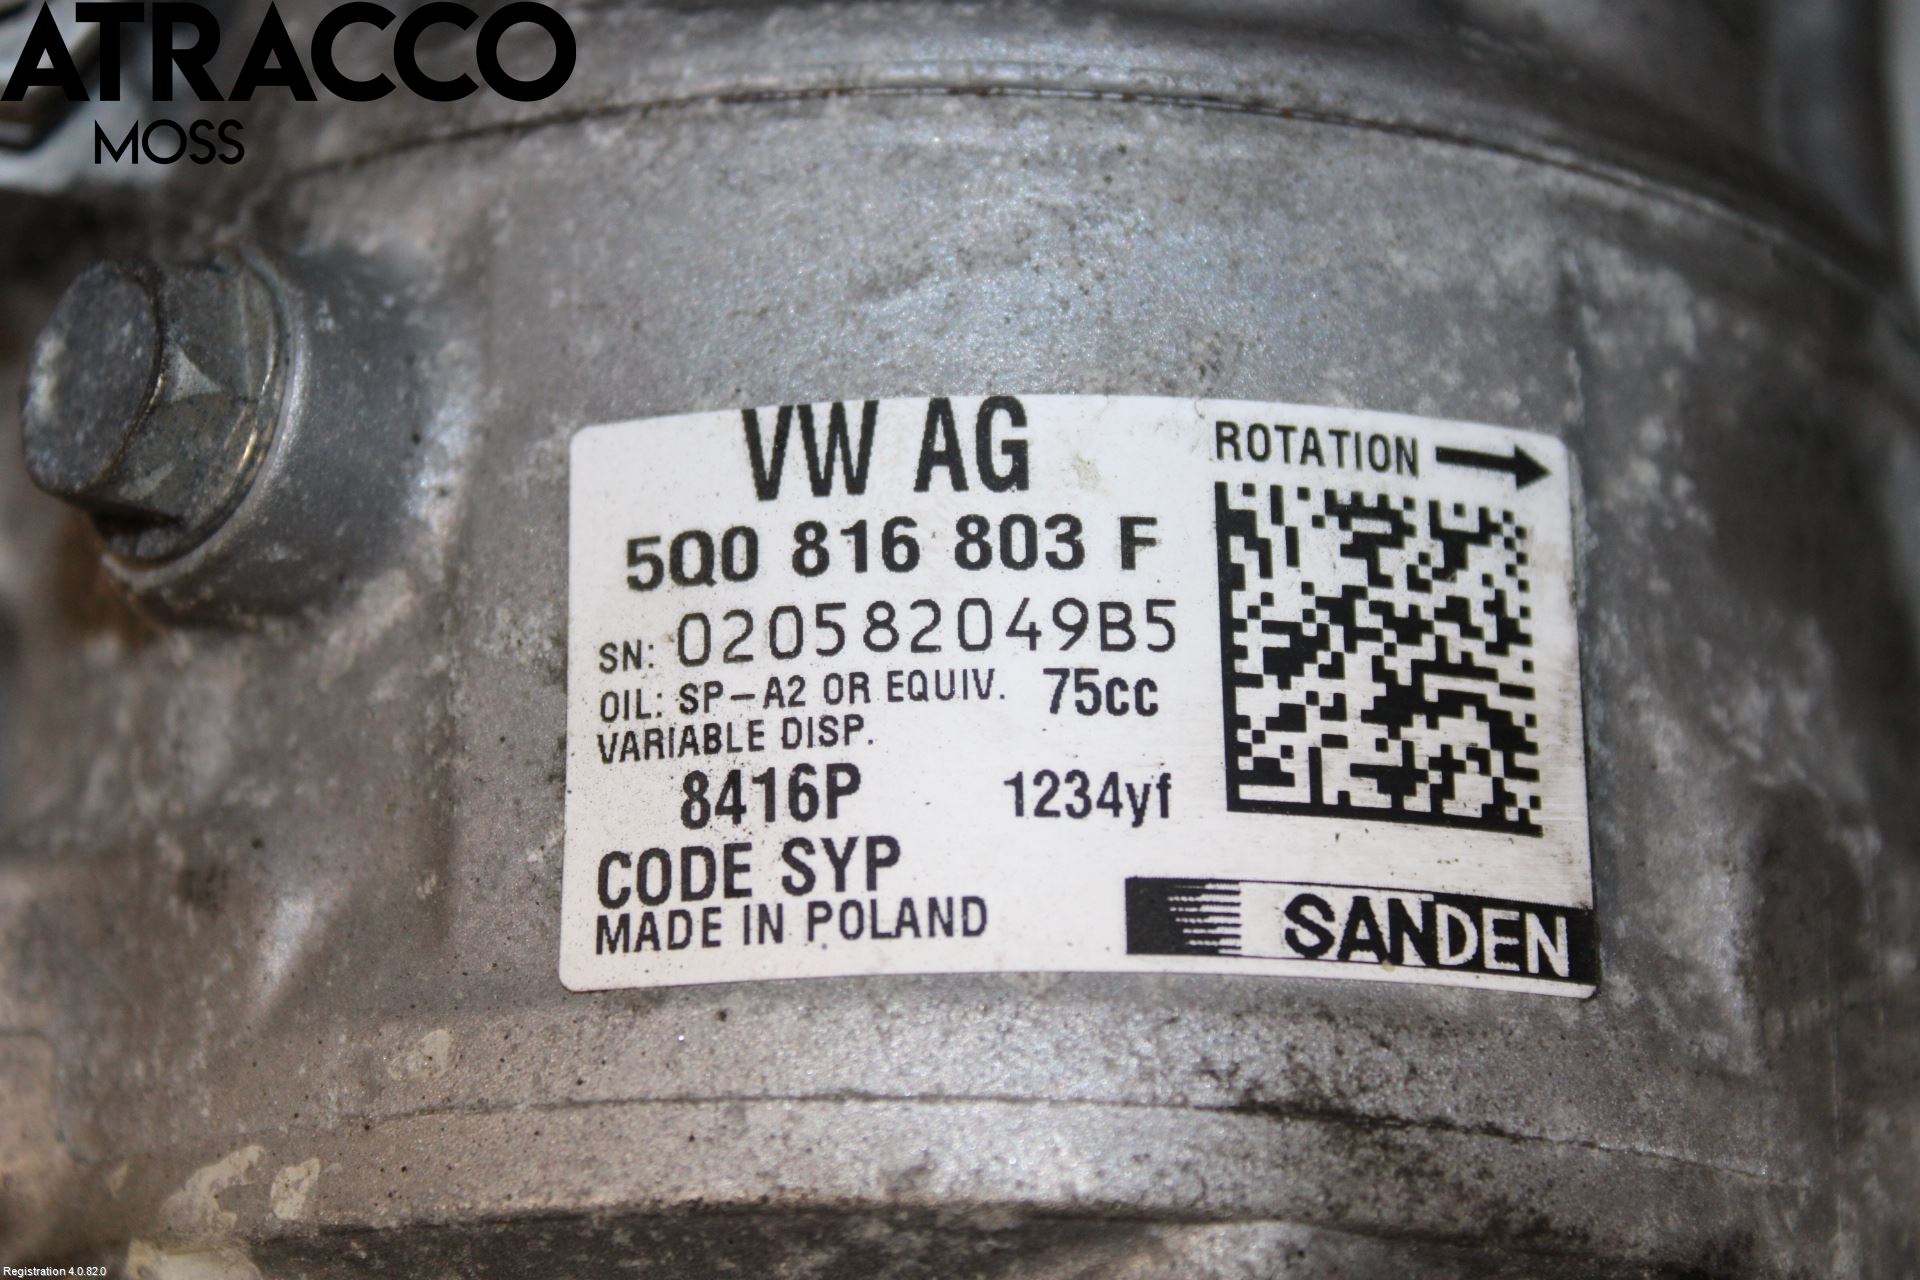 ATRACCO
MOSS
VW AG
ROTATION
5Q0 816 803 F
SN: 020582049B5
OIL: SP-A2 OR EQUIV. 75cc
VARIABLE DISP.
8416P 1234yf
CODE SYP
MADE IN POLAND
SANDEN
Registration 4.0.82.0